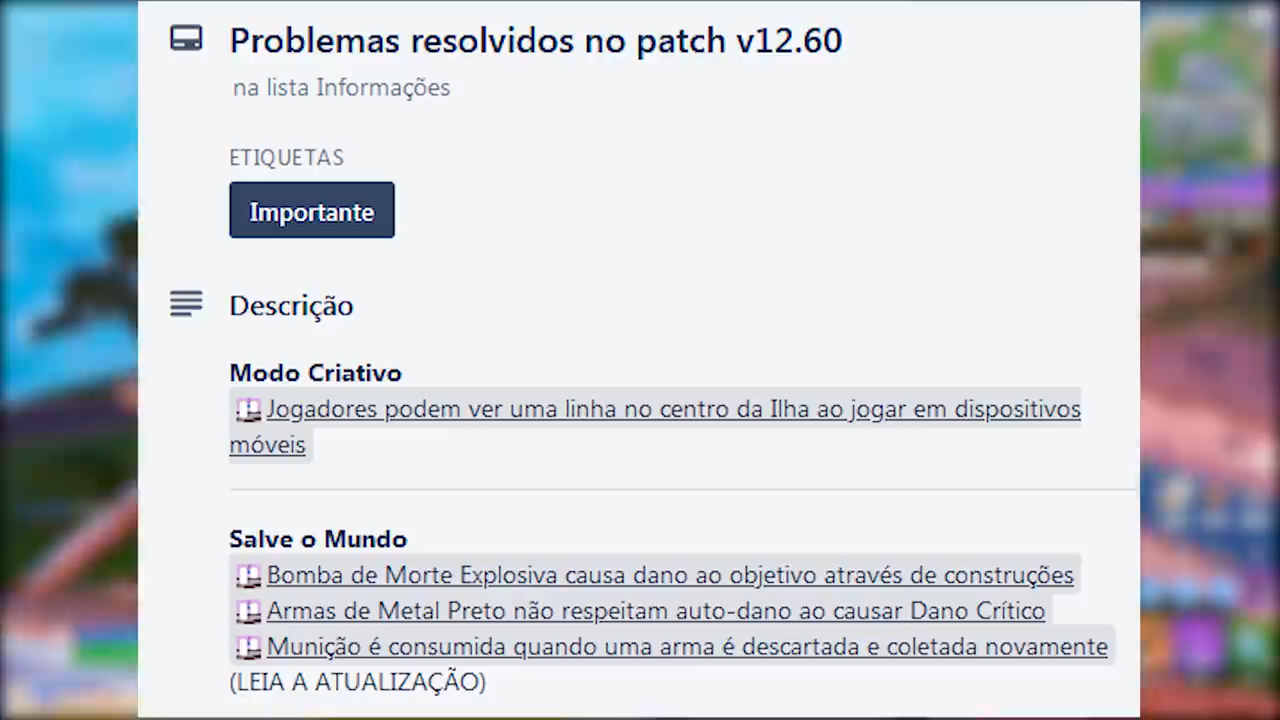 Problemas resolvidos no patch v12.60
na lista Informações
ETIQUETAS
Importante
Descrição
Modo Criativo
Jogadores podem ver uma linha no centro da Ilha ao jogar em dispositivos
móveis
Salve o Mundo
Bomba de Morte Explosiva causa dano ao objetivo através de construções
Armas de Metal Preto não respeitam auto-dano ao causar Dano Crítico
Munição é consumida quando uma arma é descartada e coletada novamente
(LEIA A ATUALIZAÇÃO)